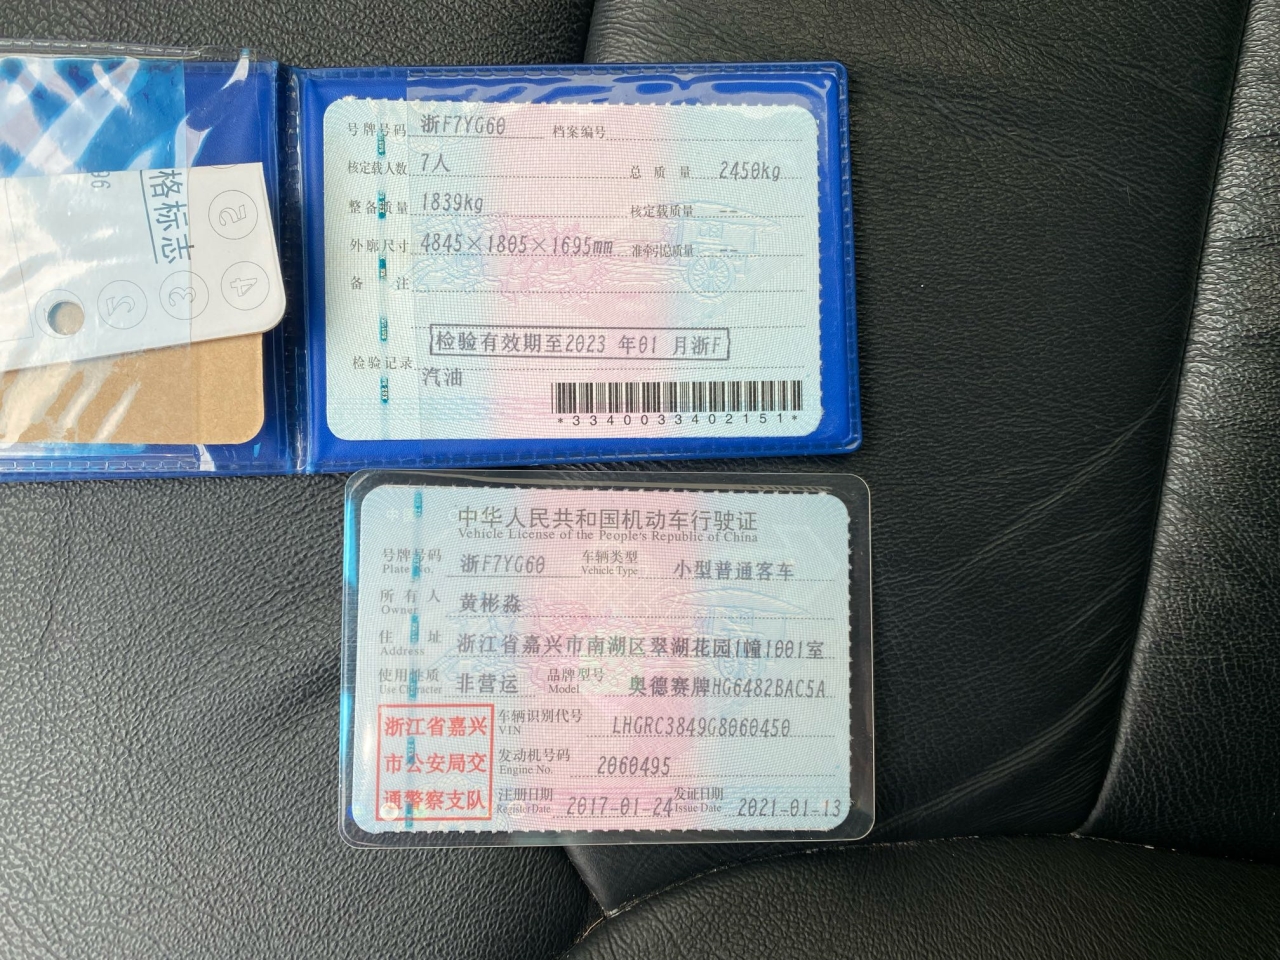 格标志
96
2
5
3
4
号牌号码 浙F7YG60 档案编号
核定载人数 7人 总质量 2450kg
整备质量 1839kg 核定载质量 --
外廓尺寸 4845×1805×1695mm 准牵引总质量 --
备注
检验有效期至2023 年01 月浙F
检验记录
汽油
*3340033402151*
中华人民共和国机动车行驶证
Vehicle License of the People's Republic of China
号牌号码 浙F7YG60 车辆类型 小型普通客车
Plate No. Vehicle Type
所有人 黄彬淼
Owner
住址 浙江省嘉兴市南湖区翠湖花园1幢1001室
Address
使用性质 非营运 品牌型号 奥德赛牌HG6482BAC5A
Use Character Model
浙江省嘉兴
市公安局交
通警察支队
车辆识别代号 LHGRC3849G8060450
VIN
发动机号码 2060495
Engine No.
注册日期 2017-01-24 发证日期 2021-01-13
Register Date Issue Date